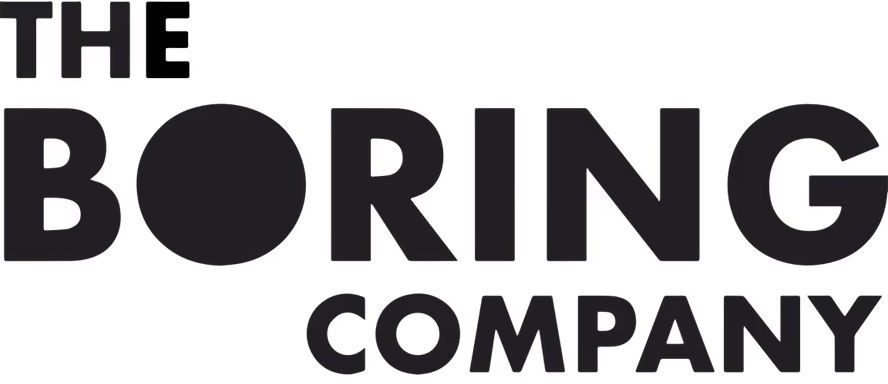 THE
BORING
COMPANY